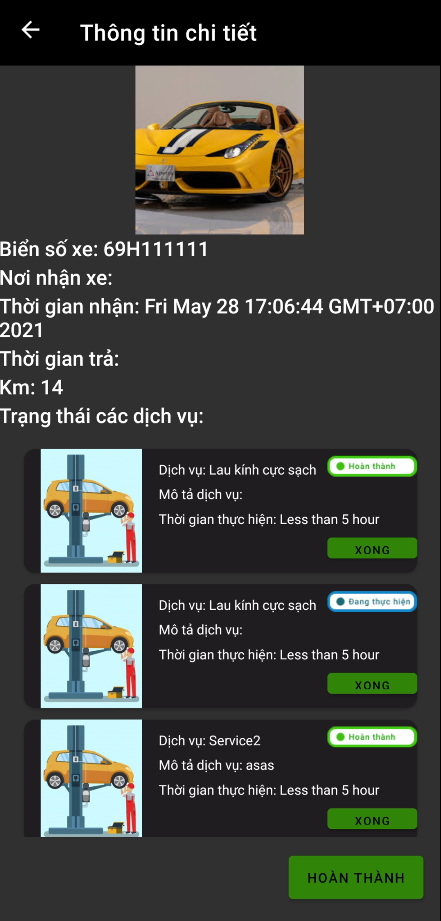 Thông tin chi tiết
Biển số xe: 69H111111
Nơi nhận xe:
Thời gian nhận: Fri May 28 17:06:44 GMT+07:00
2021
Thời gian trả:
Km: 14
Trạng thái các dịch vụ:
Dịch vụ: Lau kính cực sạch
Hoàn thành
Mô tả dịch vụ:
Thời gian thực hiện: Less than 5 hour
XONG
Dịch vụ: Lau kính cực sạch
Đang thực hiện
Mô tả dịch vụ:
Thời gian thực hiện: Less than 5 hour
XONG
Dịch vụ: Service2
Hoàn thành
Mô tả dịch vụ: asas
Thời gian thực hiện: Less than 5 hour
XONG
HOÀN THÀNH